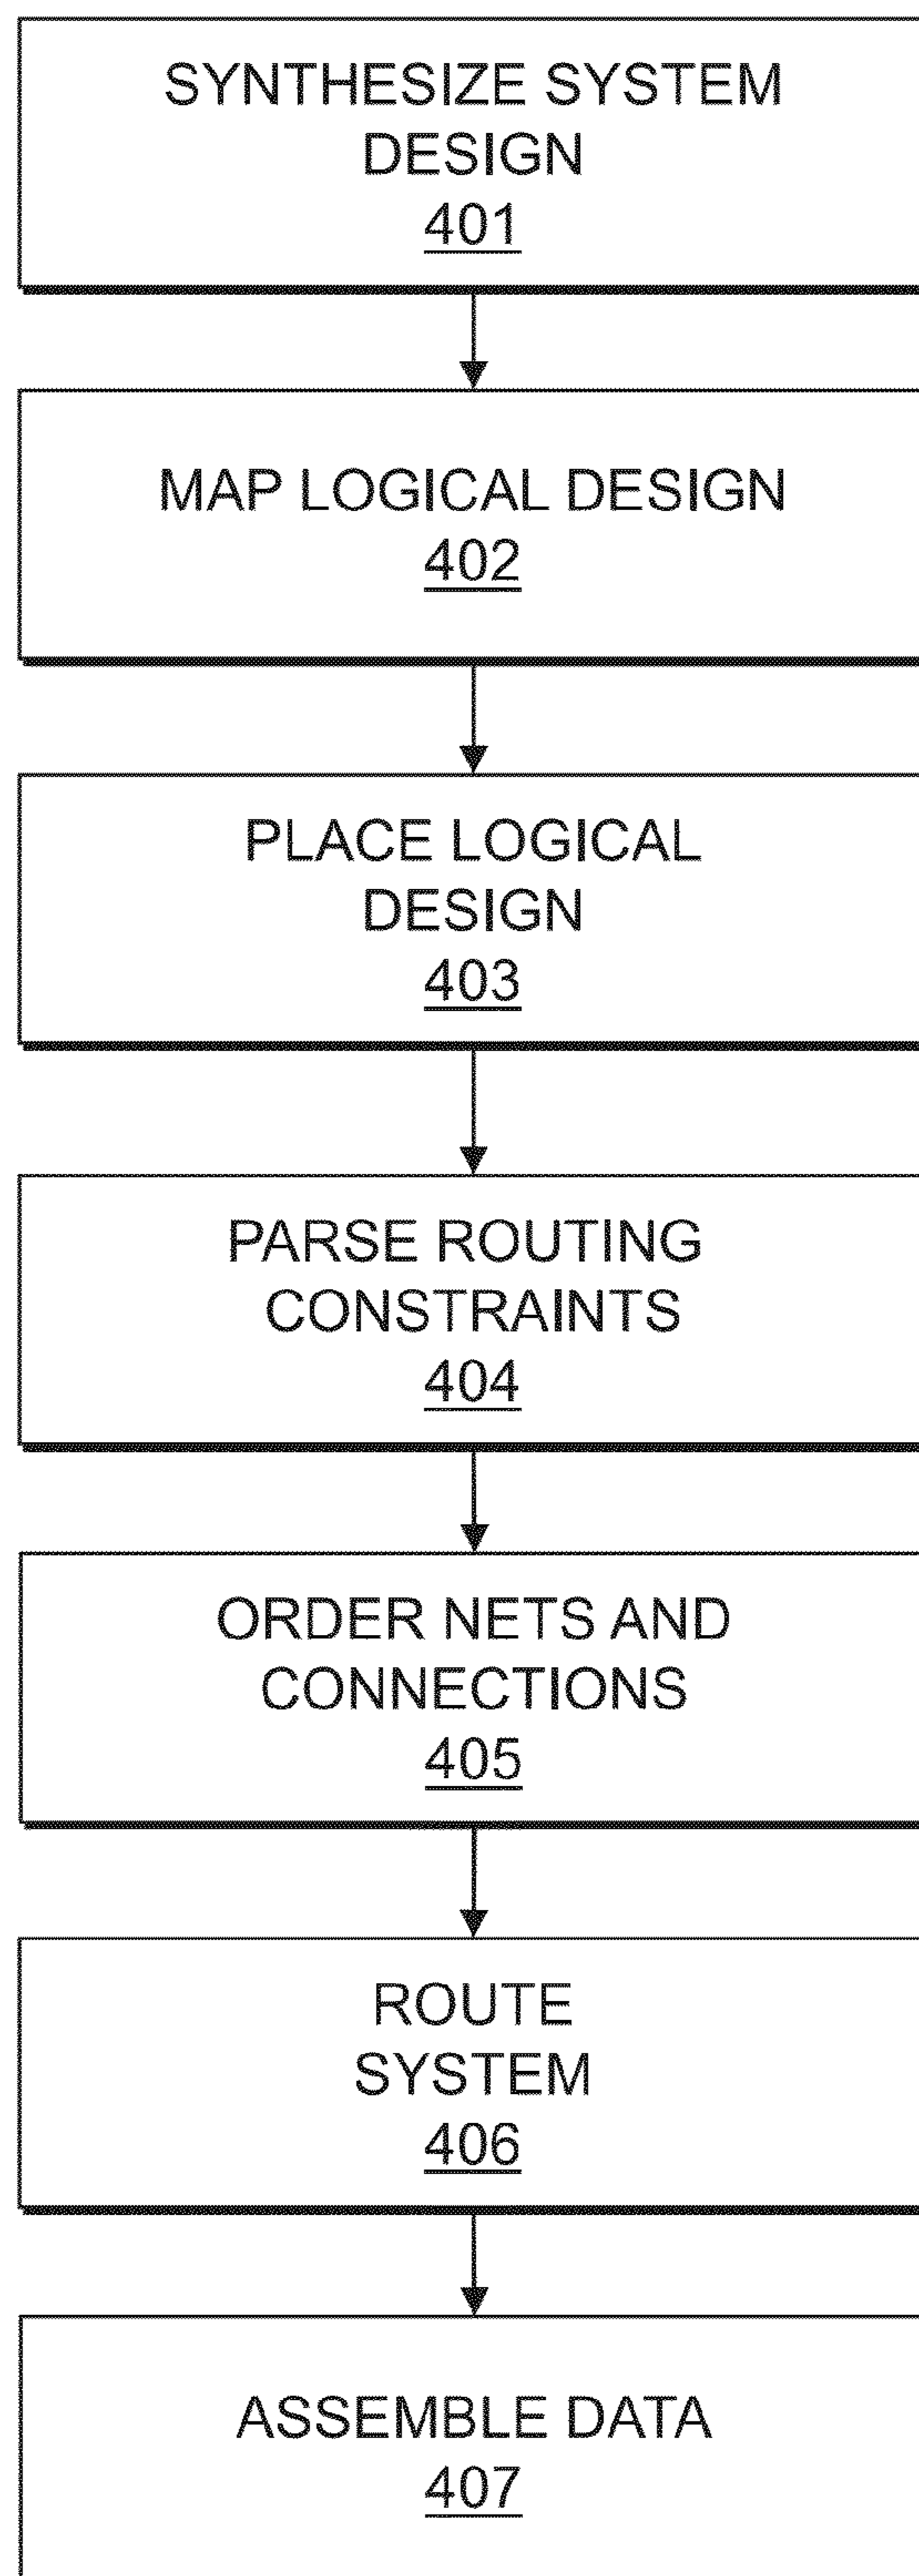 SYNTHESIZE SYSTEM
DESIGN
401
MAP LOGICAL DESIGN
402
PLACE LOGICAL
DESIGN
403
PARSE ROUTING
CONSTRAINTS
404
ORDER NETS AND
CONNECTIONS
405
ROUTE
SYSTEM
406
ASSEMBLE DATA
407